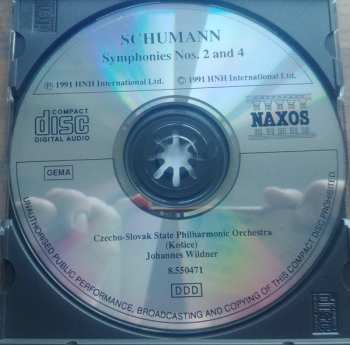 SCHUMANN
Symphonies Nos. 2 and 4
℗ 1991 HNH International Ltd.
© 1991 HNH International Ltd.
COMPACT
disc
DIGITAL AUDIO
NAXOS
GEMA
Czecho-Slovak State Philharmonic Orchestra
(Košice)
Johannes Wildner
8.550471
DDD
UNAUTHORISED PUBLIC PERFORMANCE, BROADCASTING AND COPYING OF THIS COMPACT DISC PROHIBITED.